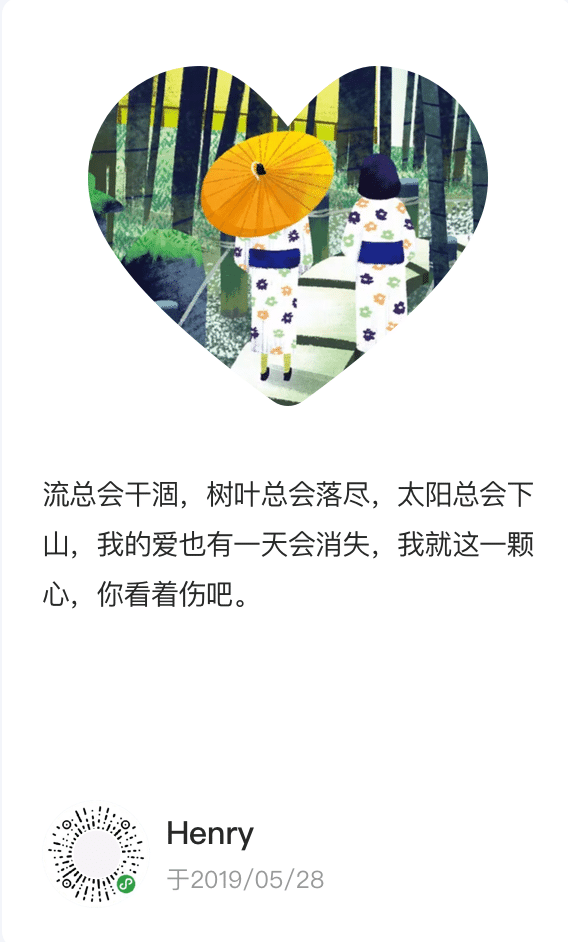 流总会干涸，树叶总会落尽，太阳总会下
山，我的爱也有一天会消失，我就这一颗
心，你看着伤吧。
Henry
于2019/05/28